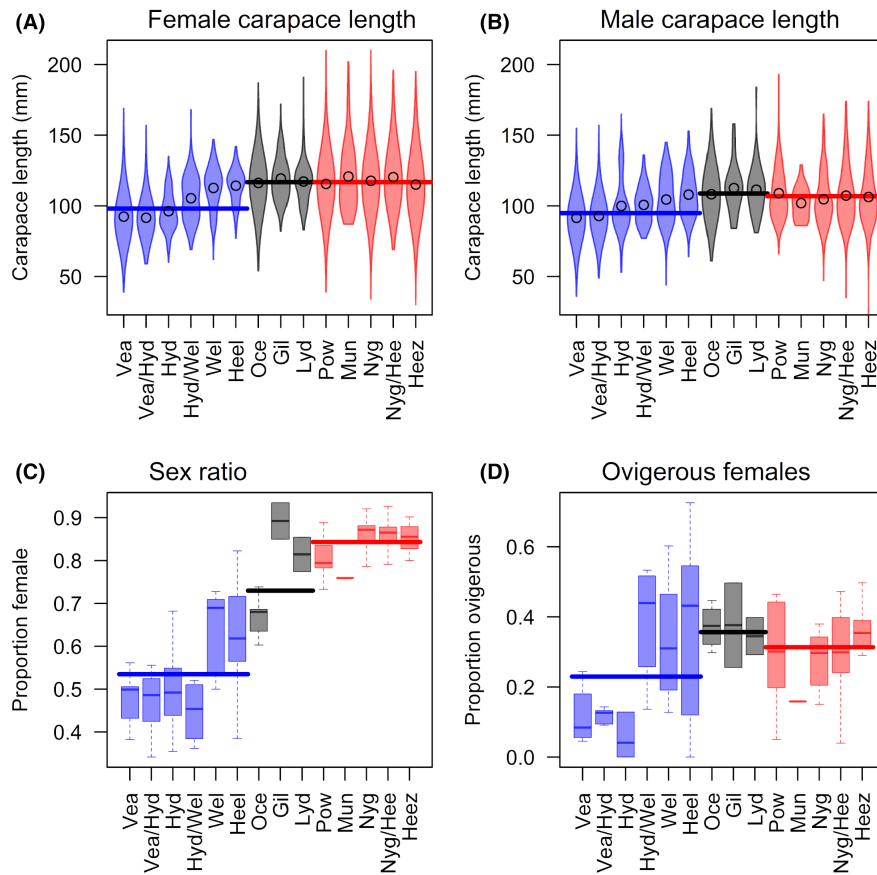 (A) Female carapace length
Carapace length (mm)
200
150
100
50
Vea
Vea/Hyd
Hyd
Hyd/Wel
Wel
Heel
Oce
Gil
Lyd
Pow
Mun
Nyg
Nyg/Hee
Heez
(B) Male carapace length
Carapace length (mm)
200
150
100
50
Vea
Vea/Hyd
Hyd
Hyd/Wel
Wel
Heel
Oce
Gil
Lyd
Pow
Mun
Nyg
Nyg/Hee
Heez
(C) Sex ratio
Proportion female
0.9
0.8
0.7
0.6
0.5
0.4
Vea
Vea/Hyd
Hyd
Hyd/Wel
Wel
Heel
Oce
Gil
Lyd
Pow
Mun
Nyg
Nyg/Hee
Heez
(D) Ovigerous females
Proportion ovigerous
0.6
0.4
0.2
0.0
Vea
Vea/Hyd
Hyd
Hyd/Wel
Wel
Heel
Oce
Gil
Lyd
Pow
Mun
Nyg
Nyg/Hee
Heez